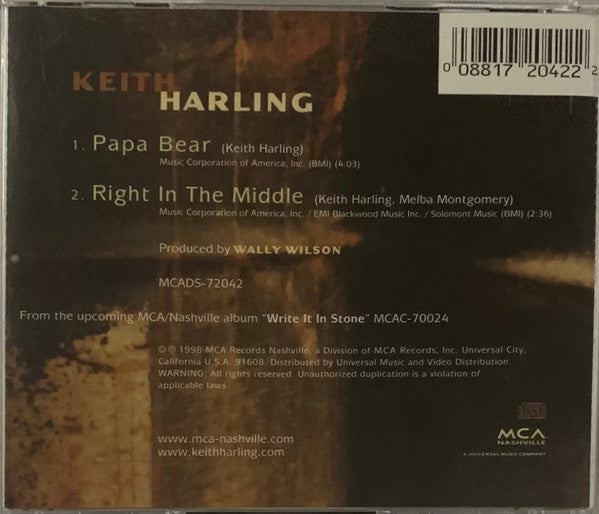 0 08817 20422 2
KEITH
HARLING
1. Papa Bear (Keith Harling)
Music Corporation of America, Inc. (BMI) (4:03)
2. Right In The Middle (Keith Harling, Melba Montgomery)
Music Corporation of America, Inc. / EMI Blackwood Music Inc. / Solomont Music (BMI) (2:36)
Produced by WALLY WILSON
MCADS-72042
From the upcoming MCA/Nashville album "Write It In Stone" MCAC-70024
©℗ 1998 MCA Records Nashville, a Division of MCA Records, Inc. Universal City,
California U.S.A. 91608. Distributed by Universal Music and Video Distribution.
WARNING: All rights reserved. Unauthorized duplication is a violation of
applicable laws.
www.mca-nashville.com
www.keithharling.com
MCA
NASHVILLE
A UNIVERSAL MUSIC COMPANY